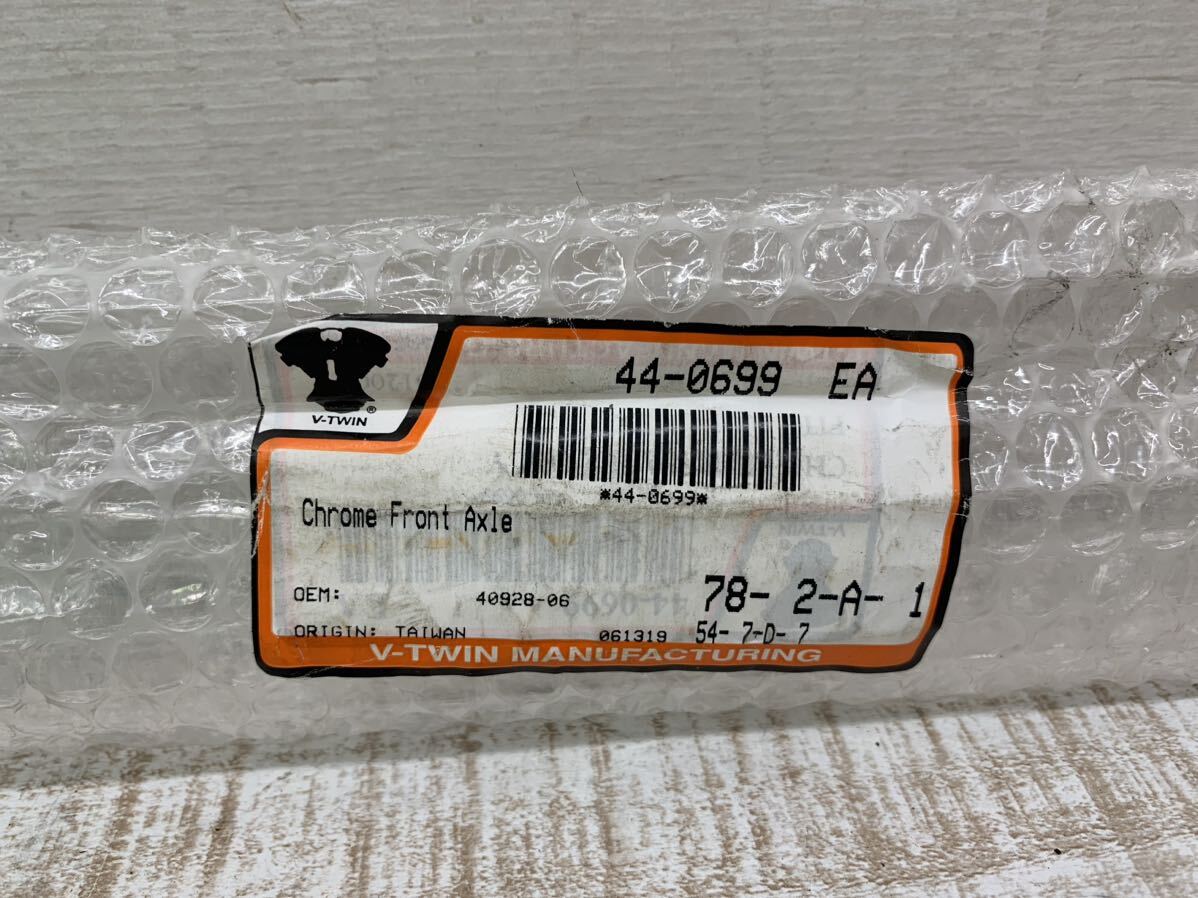 V-TWIN ®
44-0699 EA
*44-0699*
Chrome Front Axle
OEM: 40928-06 78- 2-A- 1
ORIGIN: TAIWAN 061319 54- 7-D- 7
V-TWIN MANUFACTURING